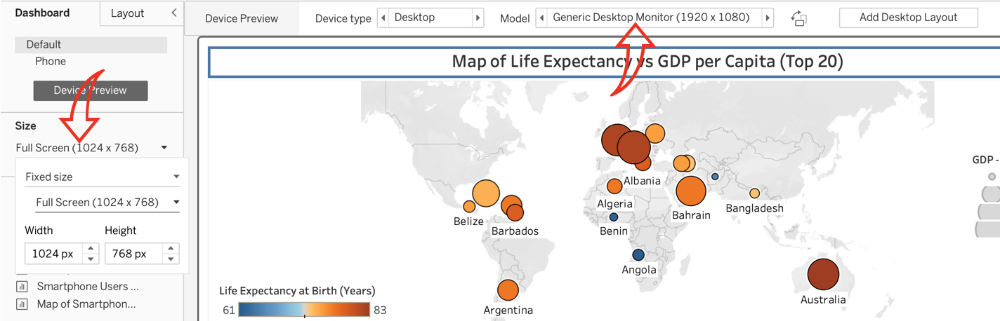 Dashboard
Layout
Default
Phone
Device Preview
Size
Full Screen (1024 x 768)
Fixed size
Full Screen (1024 x 768)
Width
Height
1024 px
768 px
Smartphone Users ...
Map of Smartphon...
Device Preview
Device type
Desktop
Model
Generic Desktop Monitor (1920 x 1080)
Add Desktop Layout
Map of Life Expectancy vs GDP per Capita (Top 20)
Albania
Algeria
Bahrain
Bangladesh
Belize
Barbados
Benin
Angola
Australia
Argentina
Life Expectancy at Birth (Years)
61
83
GDP -